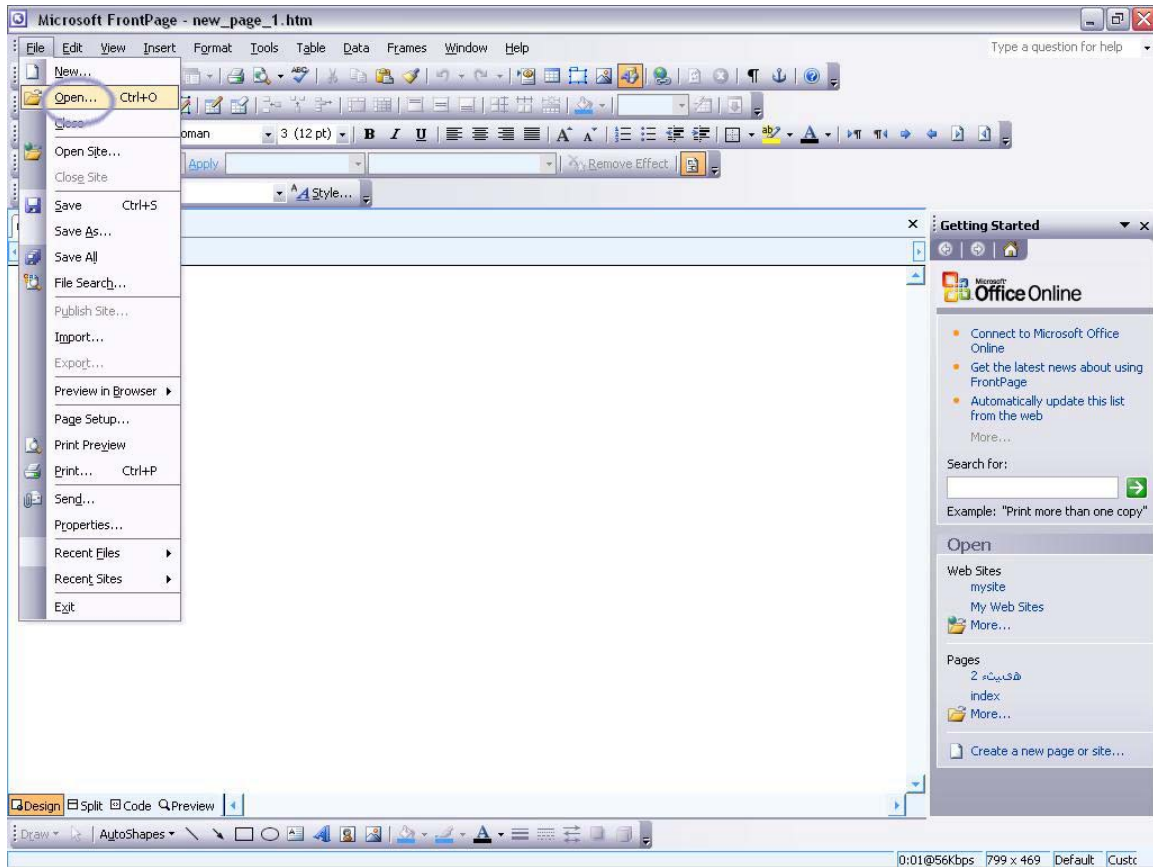 Microsoft FrontPage - new_page_1.htm
File Edit View Insert Format Tools Table Data Frames Window Help
Type a question for help
New...
Open... Ctrl+O
Close
Open Site...
Close Site
Save Ctrl+S
Save As...
Save All
File Search...
Publish Site...
Import...
Export...
Preview in Browser
Page Setup...
Print Preview
Print... Ctrl+P
Send...
Properties...
Recent Files
Recent Sites
Exit
oman 3 (12 pt) B I U
Apply Remove Effect
Style...
Getting Started
Microsoft
Office Online
Connect to Microsoft Office
Online
Get the latest news about using
FrontPage
Automatically update this list
from the web
More...
Search for:
Example: "Print more than one copy"
Open
Web Sites
mysite
My Web Sites
More...
Pages
2
index
More...
Create a new page or site...
Design Split Code Preview
Draw AutoShapes
0:01@56Kbps 799 x 469 Default Custo